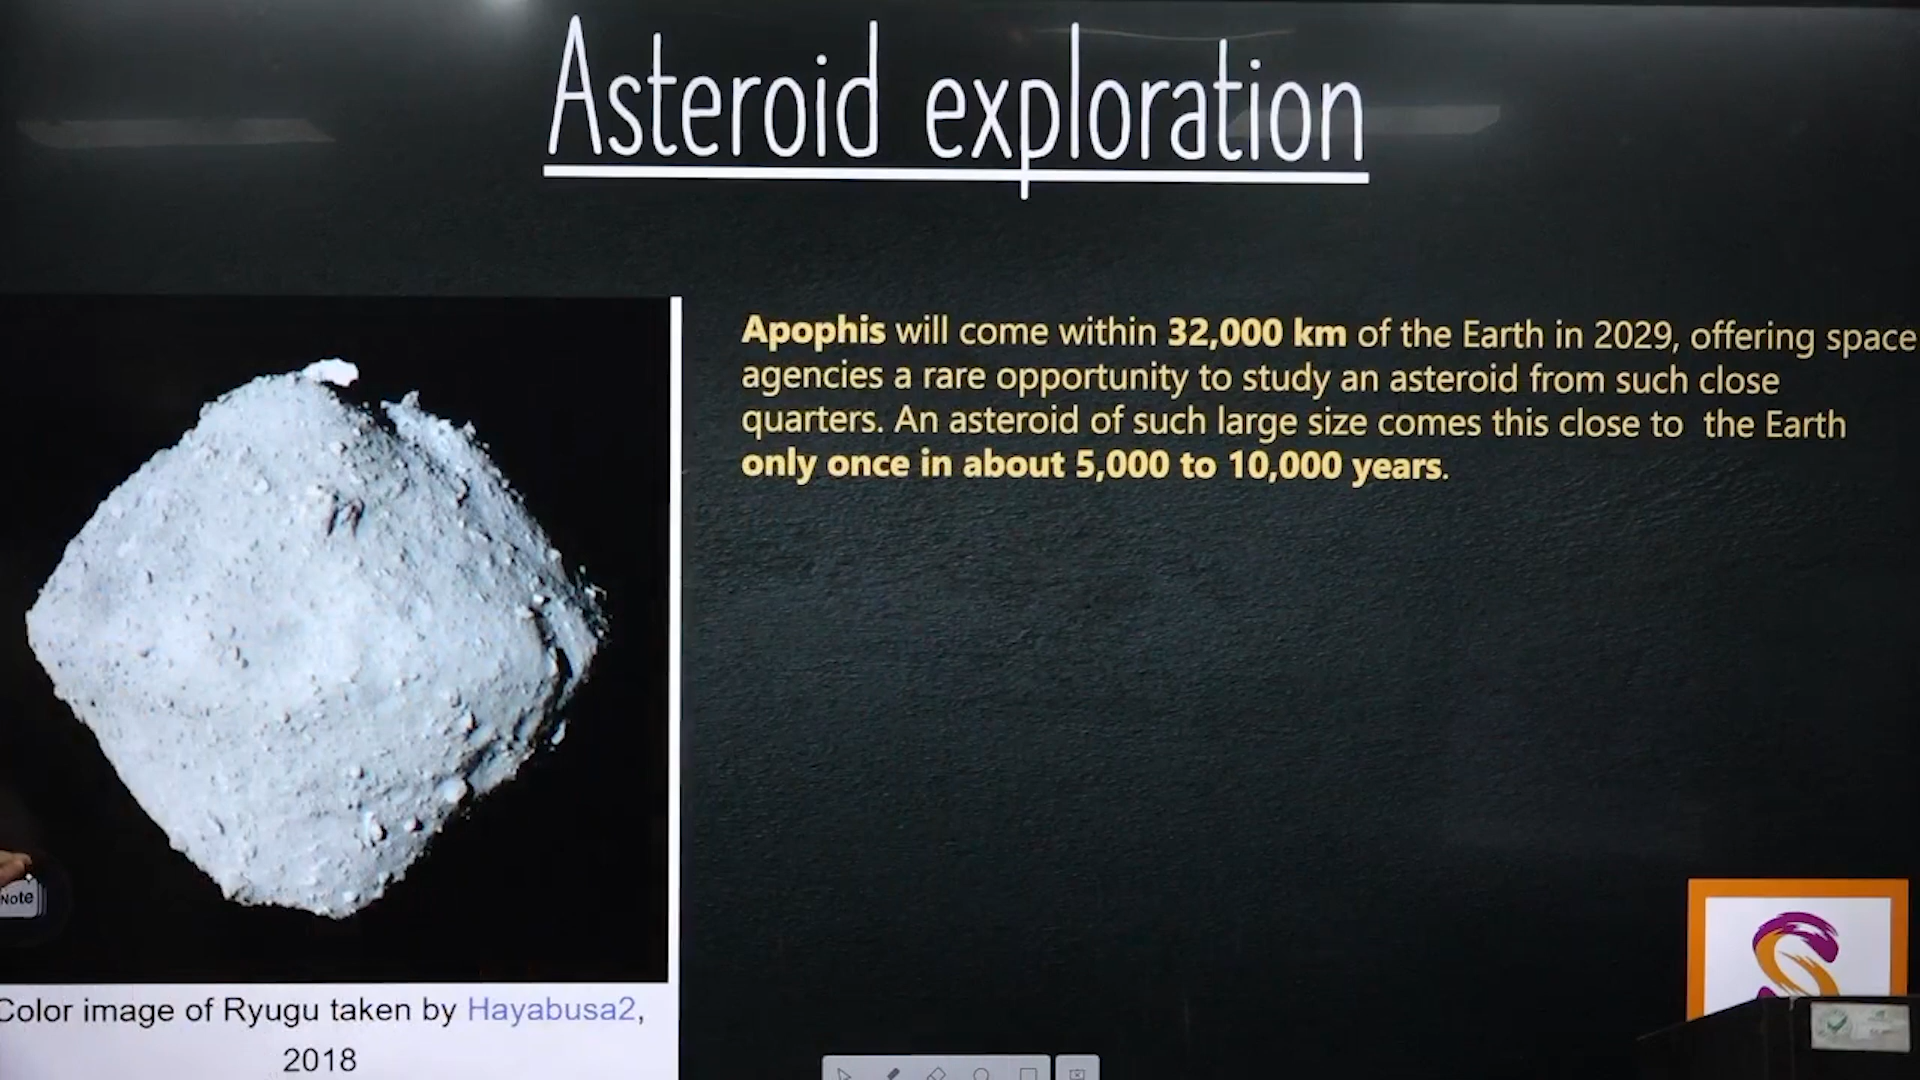 Asteroid exploration
Apophis will come within 32,000 km of the Earth in 2029, offering space
agencies a rare opportunity to study an asteroid from such close
quarters. An asteroid of such large size comes this close to the Earth
only once in about 5,000 to 10,000 years.
Note
Color image of Ryugu taken by Hayabusa2,
2018